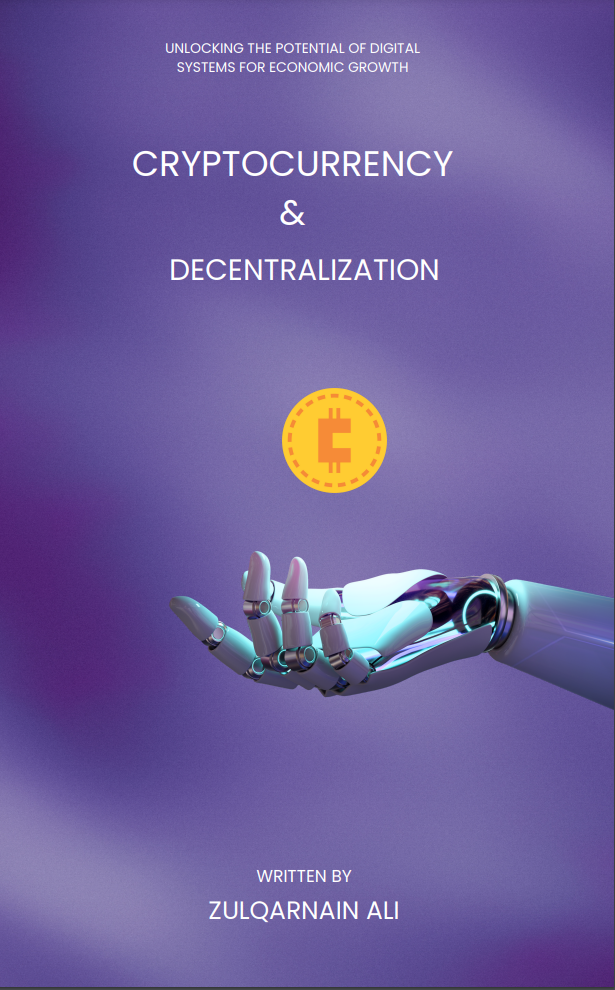 UNLOCKING THE POTENTIAL OF DIGITAL
SYSTEMS FOR ECONOMIC GROWTH
CRYPTOCURRENCY
&
DECENTRALIZATION
WRITTEN BY
ZULQARNAIN ALI